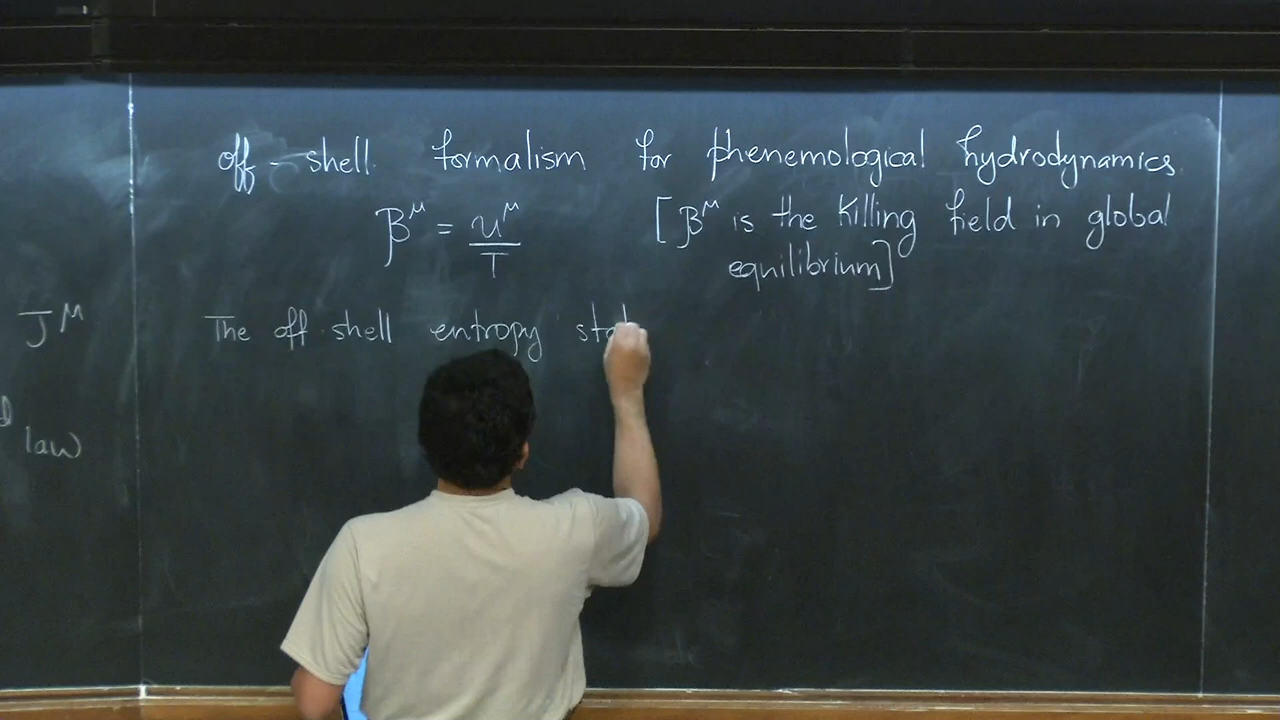 off-shell formalism for phenemological hydrodynamics
β^μ = u^μ/T [β^μ is the Killing field in global
equilibrium]
J^μ
The off shell entropy
law